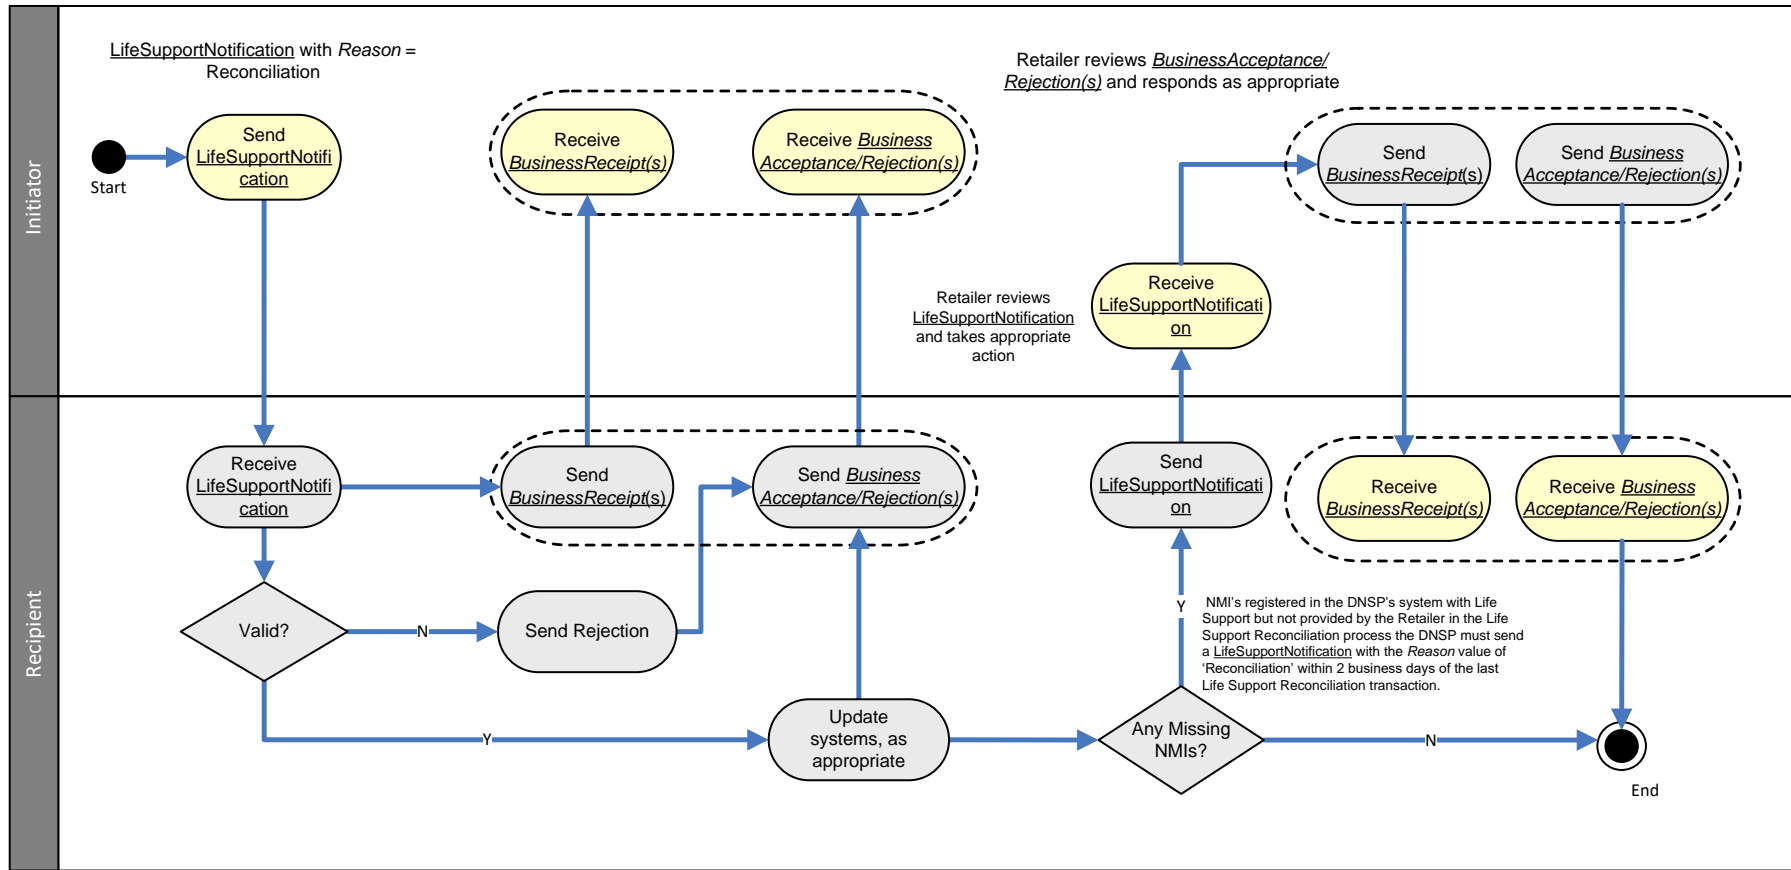 Initiator
LifeSupportNotification with Reason =
Reconciliation
Start
Send
LifeSupportNotifi
cation
Receive
BusinessReceipt(s)
Receive Business
Acceptance/Rejection(s)
Retailer reviews BusinessAcceptance/
Rejection(s) and responds as appropriate
Send
BusinessReceipt(s)
Send Business
Acceptance/Rejection(s)
Retailer reviews
LifeSupportNotification
and takes appropriate
action
Receive
LifeSupportNotificati
on
Recipient
Receive
LifeSupportNotifi
cation
Send
BusinessReceipt(s)
Send Business
Acceptance/Rejection(s)
Send
LifeSupportNotificati
on
Receive
BusinessReceipt(s)
Receive Business
Acceptance/Rejection(s)
Valid?
N
Send Rejection
Y
NMI's registered in the DNSP's system with Life
Support but not provided by the Retailer in the Life
Support Reconciliation process the DNSP must send
a LifeSupportNotification with the Reason value of
‘Reconciliation’ within 2 business days of the last
Life Support Reconciliation transaction.
Y
Update
systems, as
appropriate
Any Missing
NMIs?
N
End